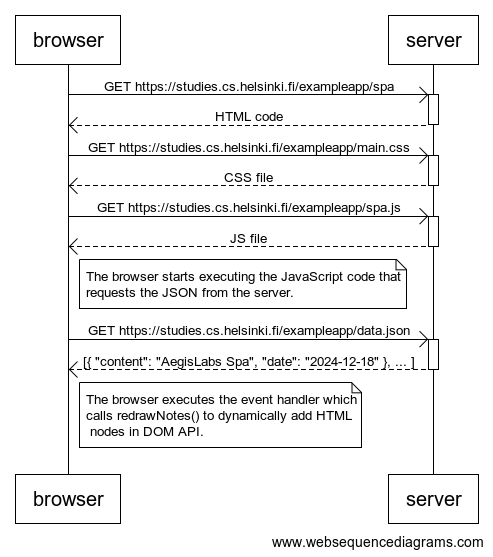 browser
server
GET https://studies.cs.helsinki.fi/exampleapp/spa
HTML code
GET https://studies.cs.helsinki.fi/exampleapp/main.css
CSS file
GET https://studies.cs.helsinki.fi/exampleapp/spa.js
JS file
The browser starts executing the JavaScript code that
requests the JSON from the server.
GET https://studies.cs.helsinki.fi/exampleapp/data.json
[{ "content": "AegisLabs Spa", "date": "2024-12-18" }, ... ]
The browser executes the event handler which
calls redrawNotes() to dynamically add HTML
nodes in DOM API.
browser
server
www.websequencediagrams.com